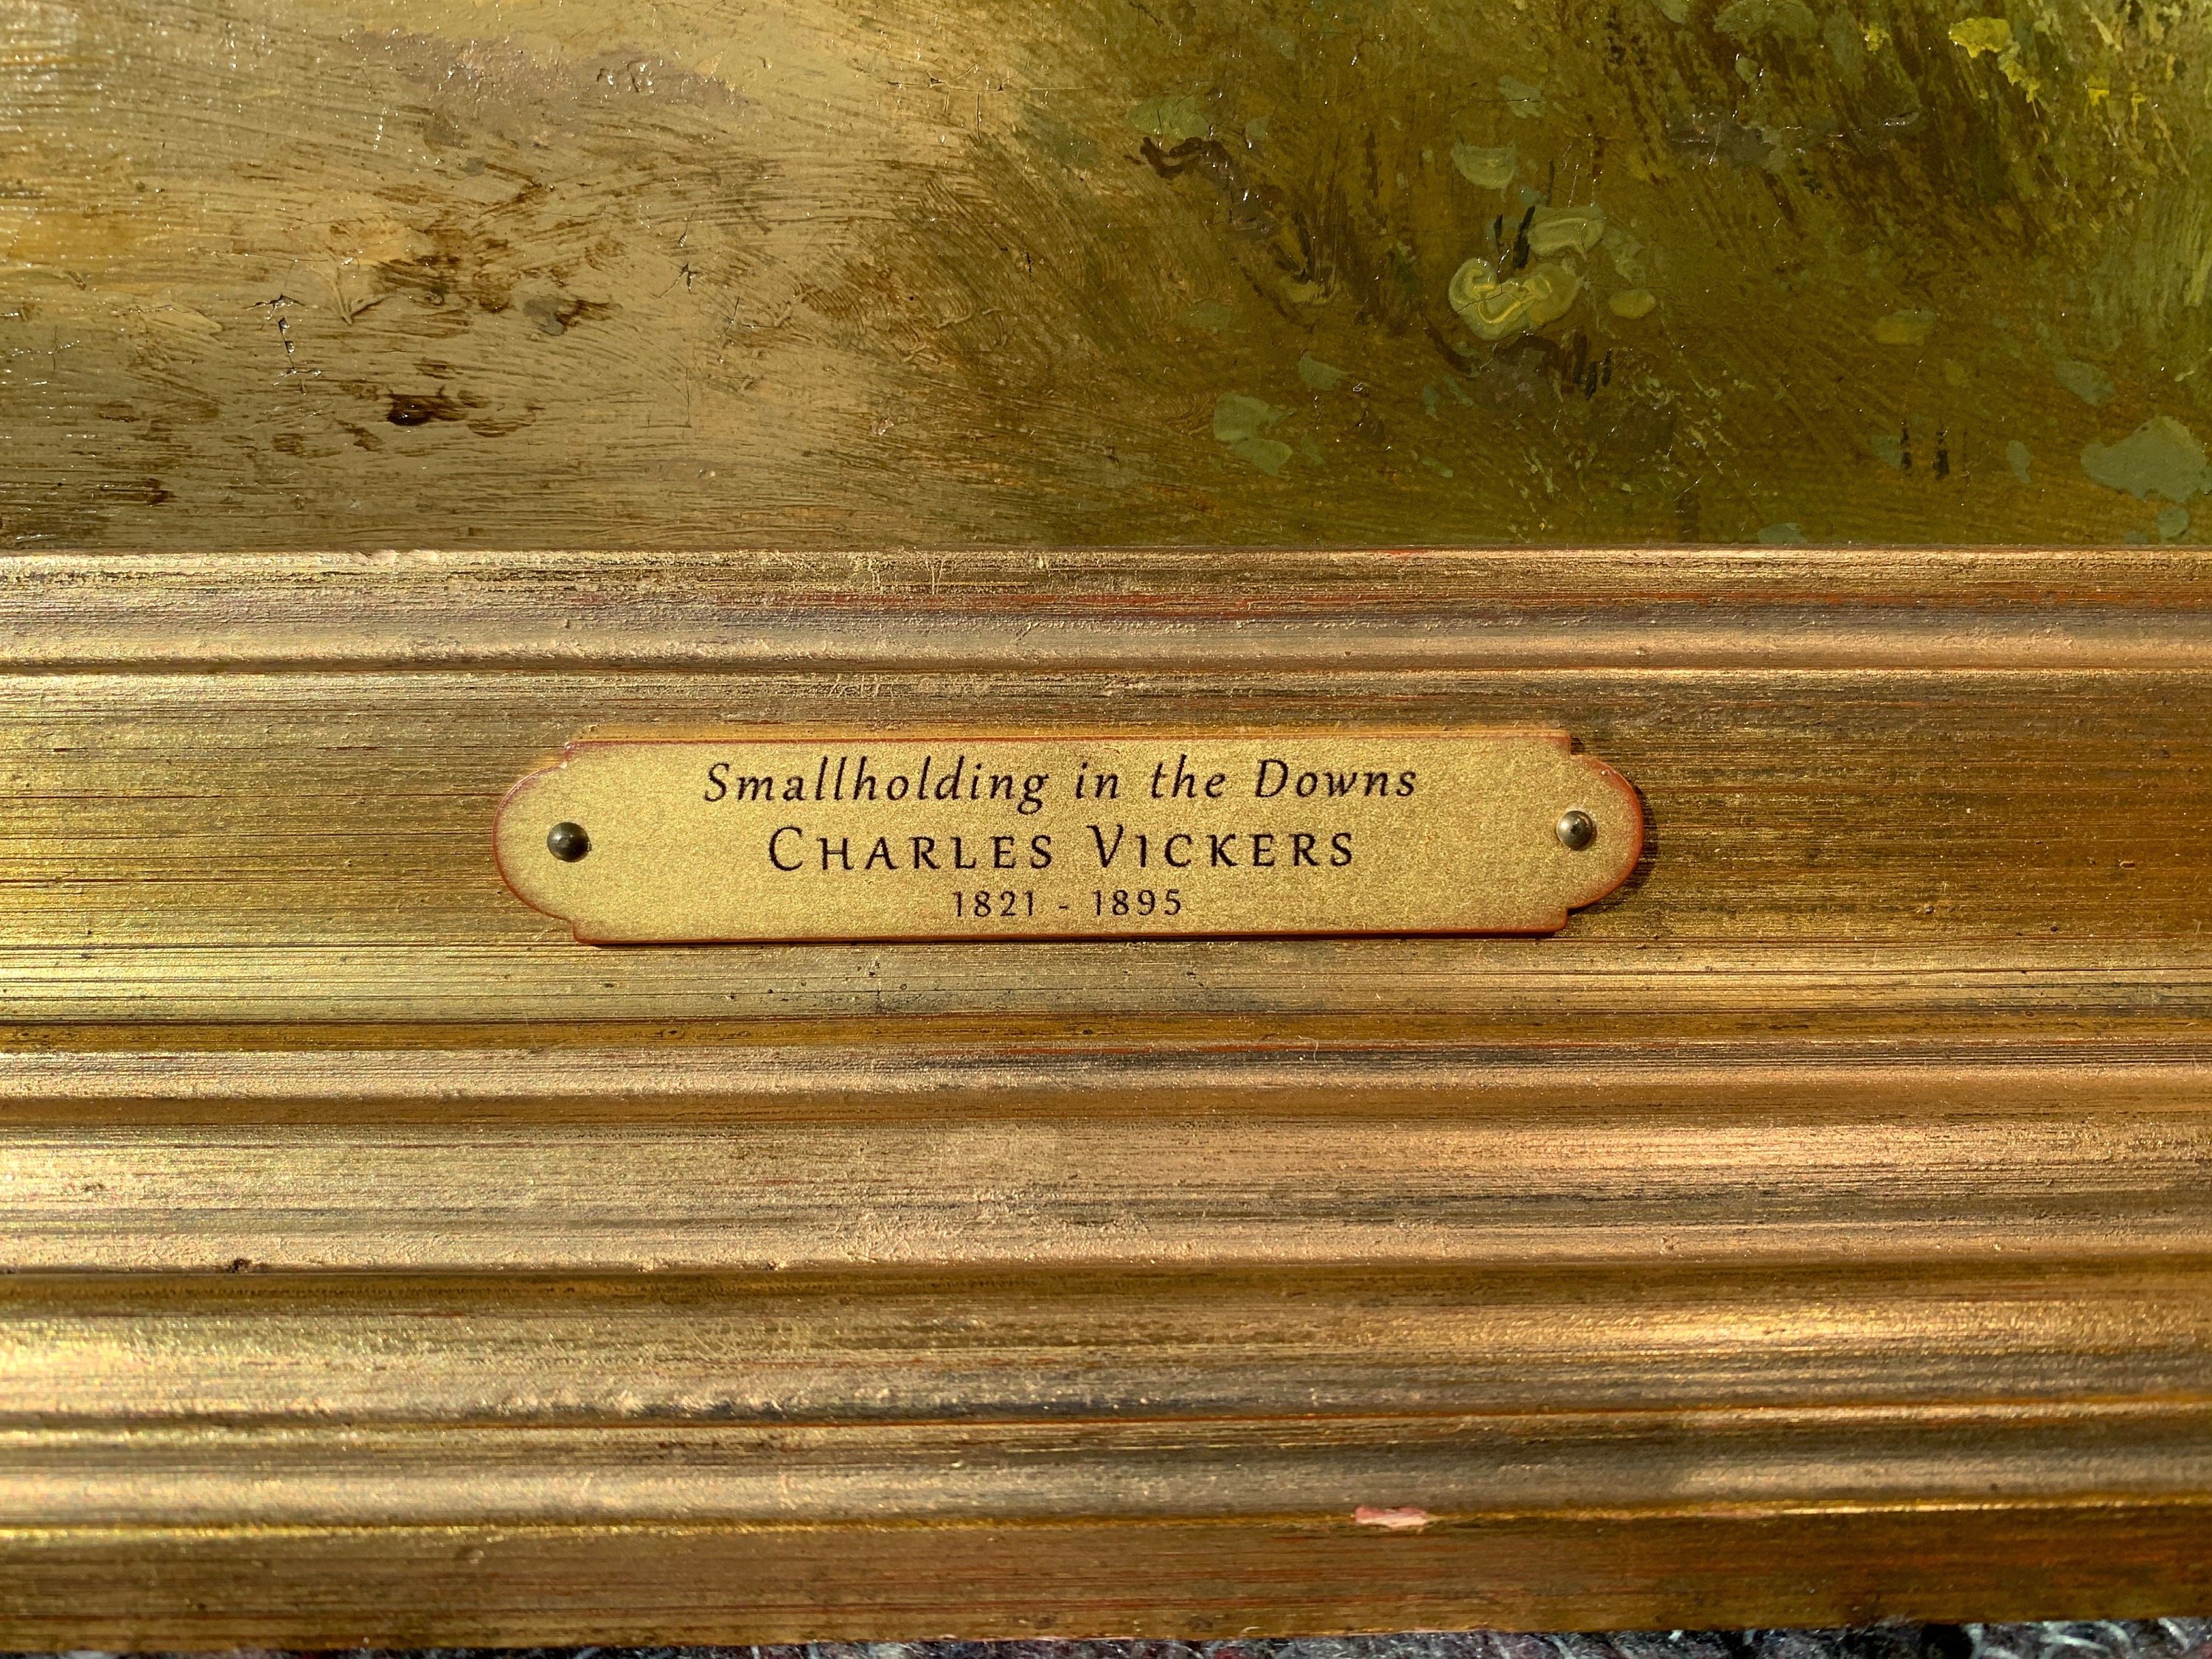 Smallholding in the Downs
CHARLES VICKERS
1821 - 1895